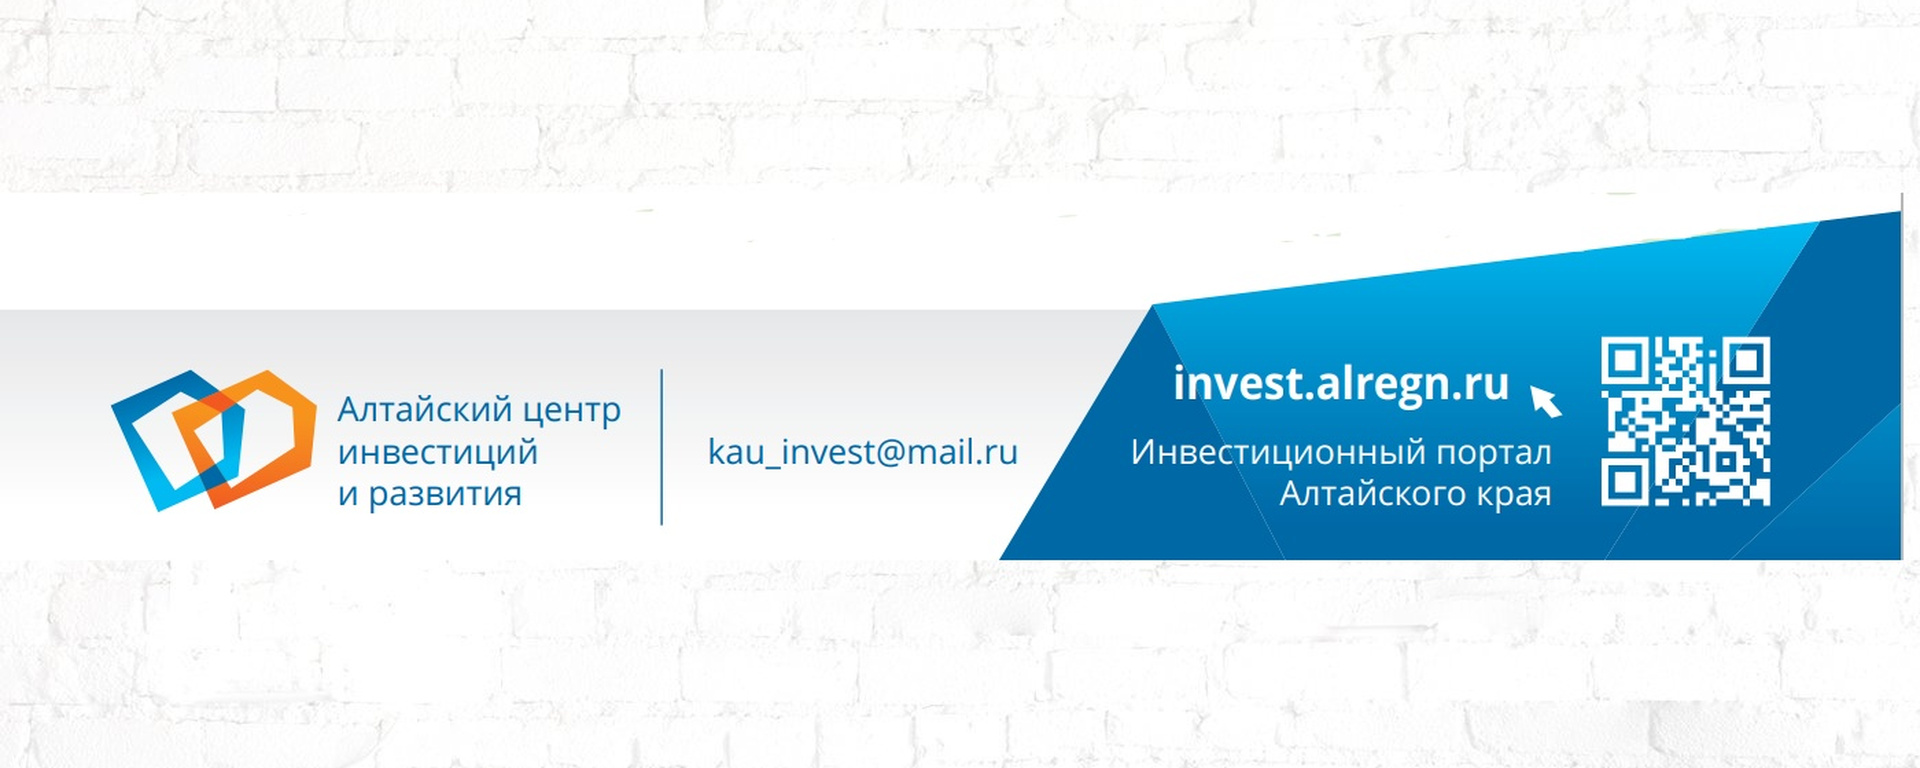 Алтайский центр
инвестиций
и развития
kau_invest@mail.ru
invest.alregn.ru
Инвестиционный портал
Алтайского края